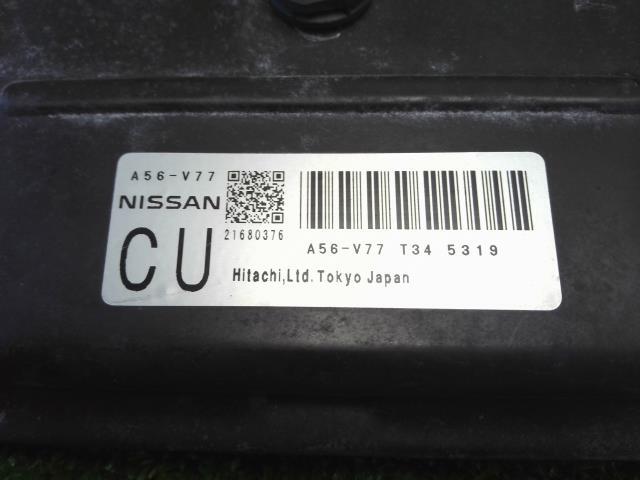 A56-V77
NISSAN
21680376
CU
A56-V77 T34 5319
Hitachi,Ltd.Tokyo Japan